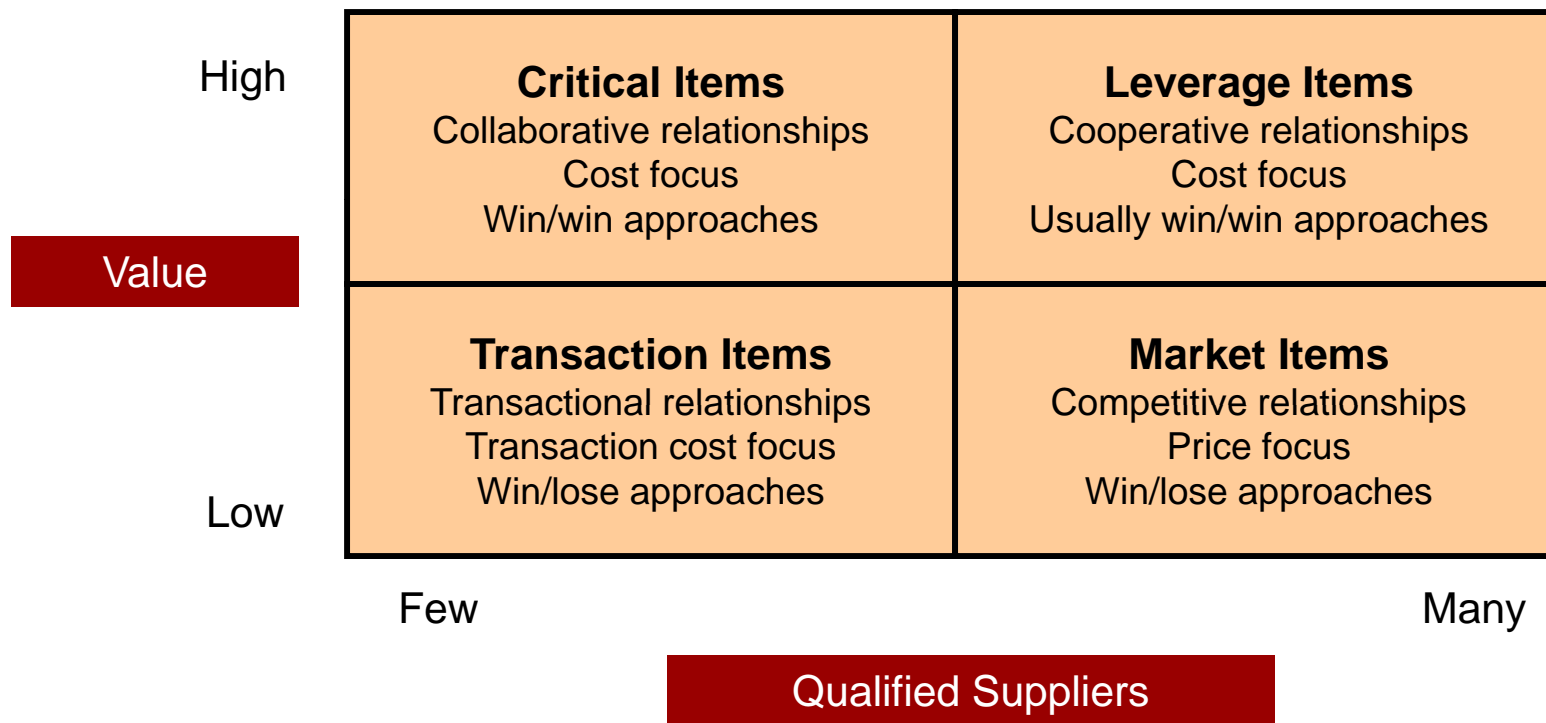 High
Critical Items
Collaborative relationships
Cost focus
Win/win approaches
Leverage Items
Cooperative relationships
Cost focus
Usually win/win approaches
Value
Transaction Items
Transactional relationships
Transaction cost focus
Win/lose approaches
Market Items
Competitive relationships
Price focus
Win/lose approaches
Low
Few
Many
Qualified Suppliers